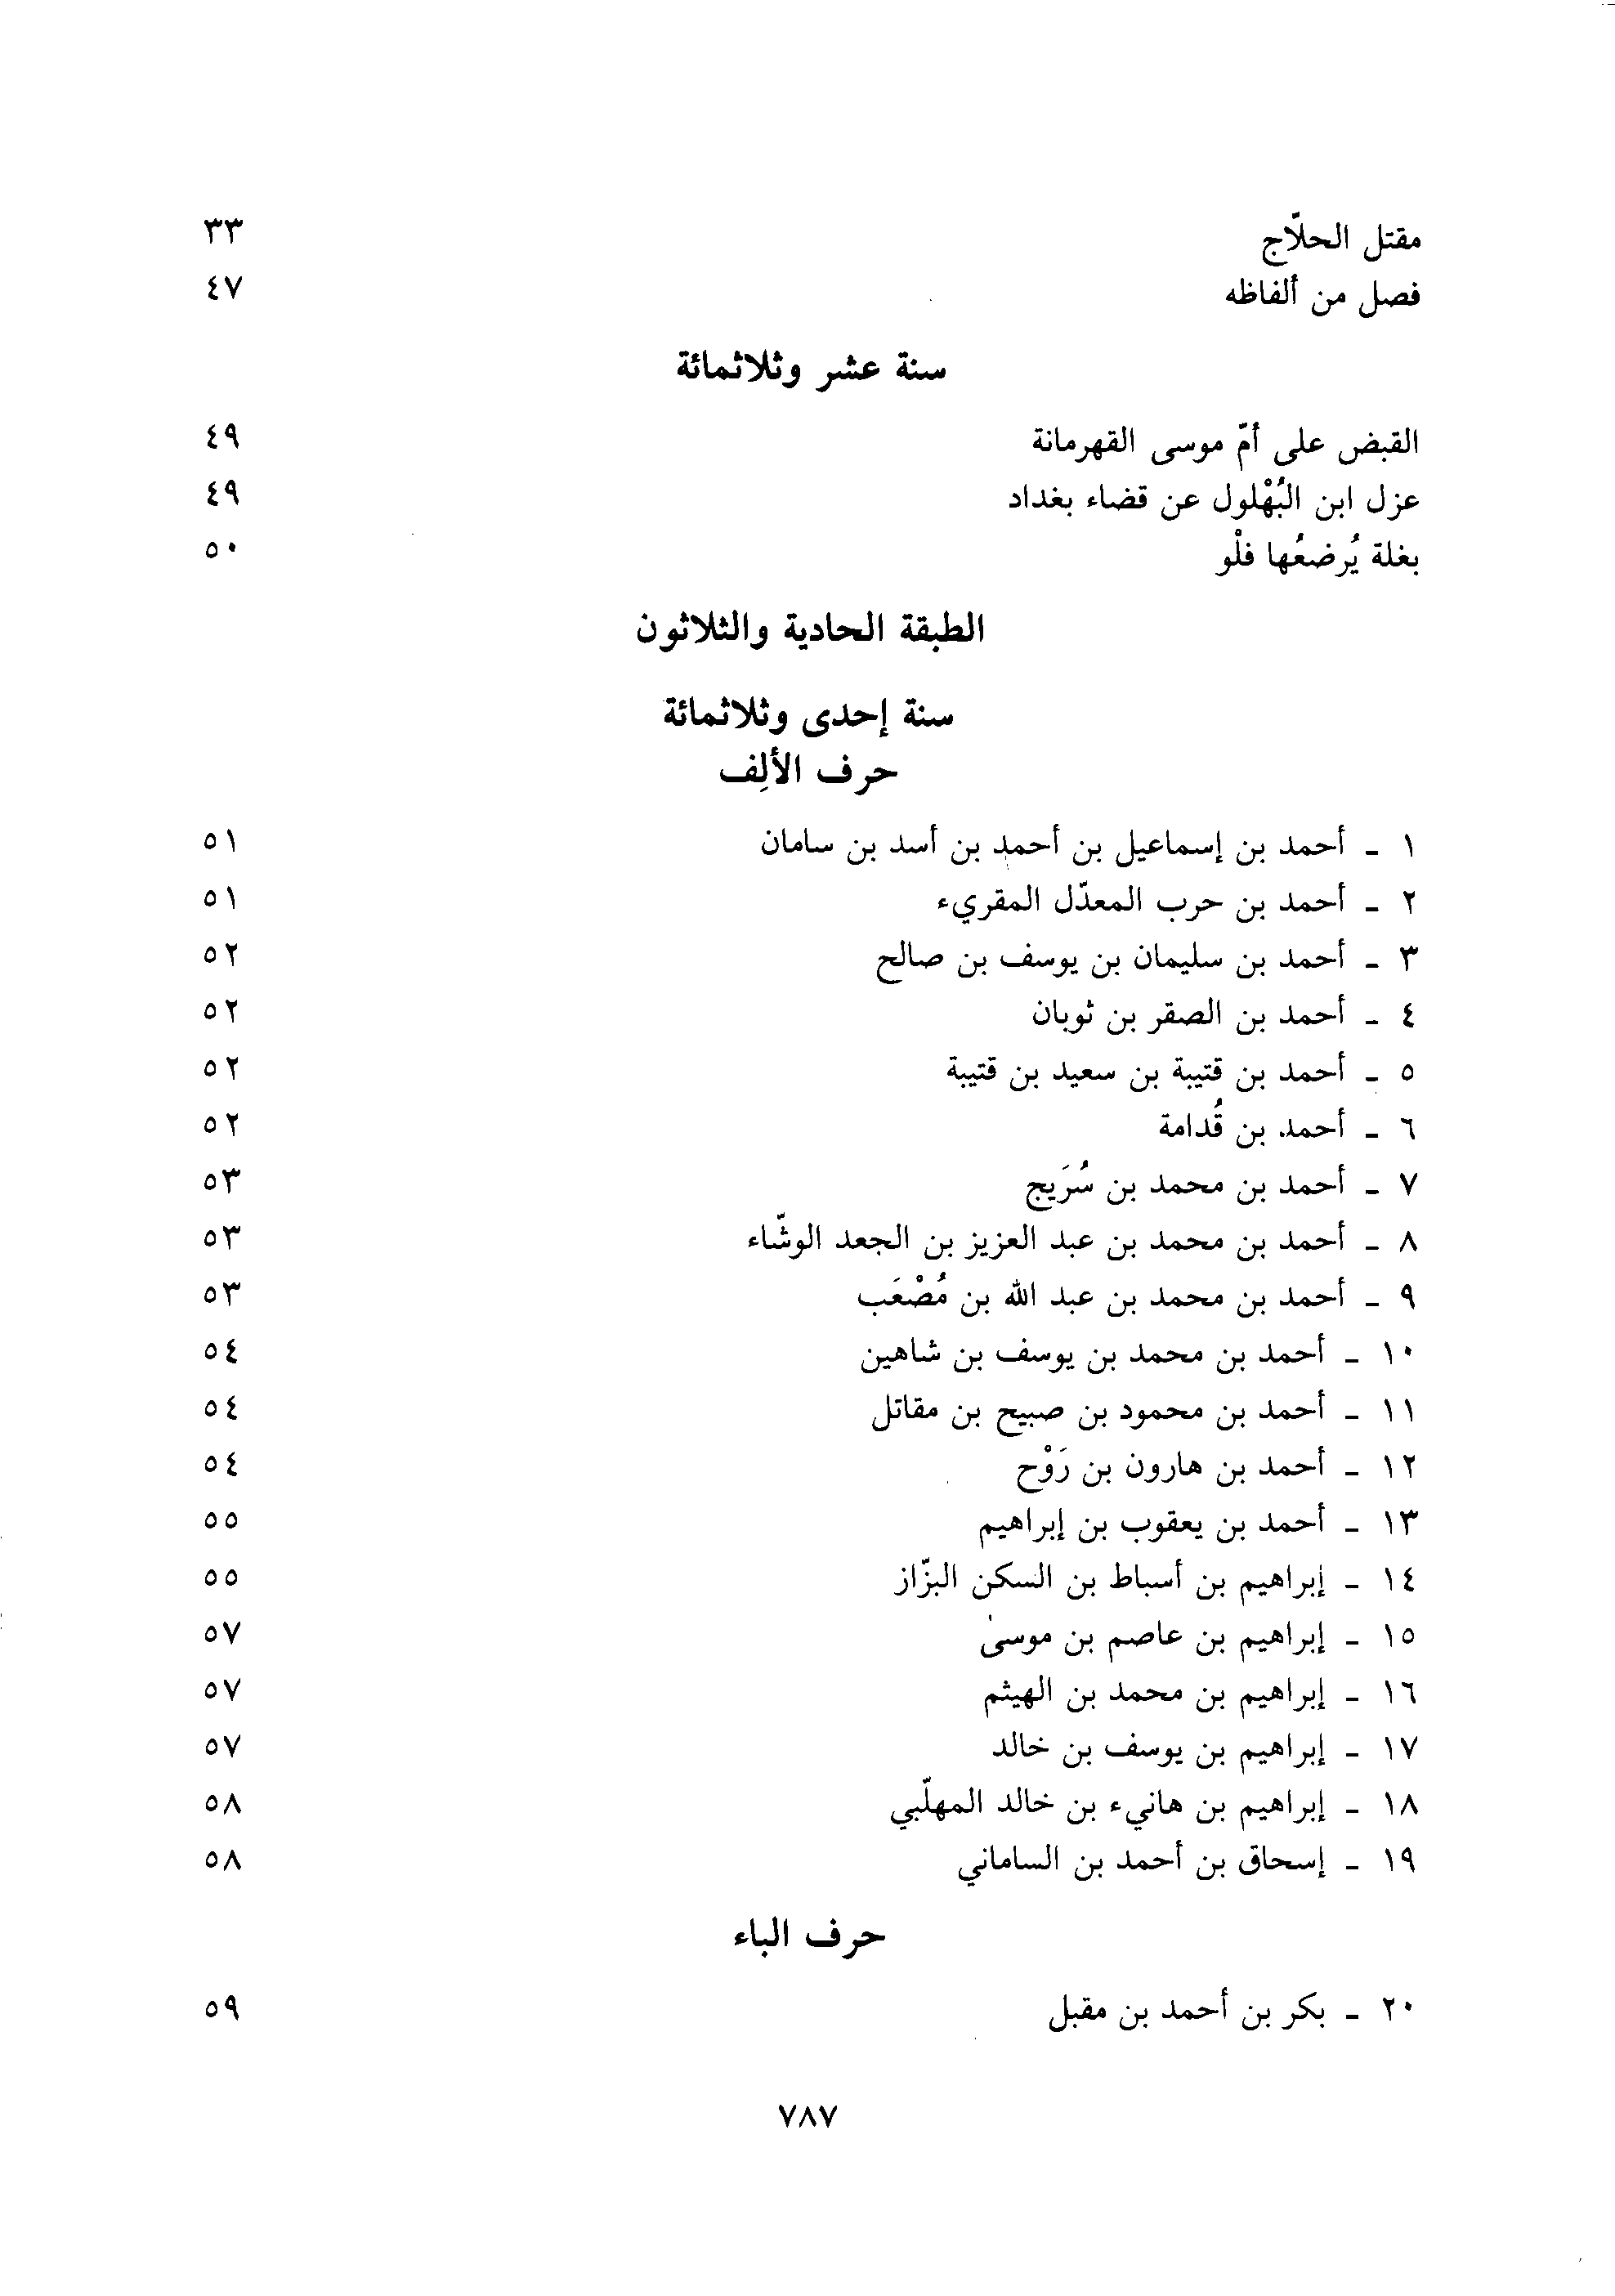 مقتل الحلاّج ٣٣
فصل من ألفاظه ٤٧
سنة عشر وثلاثمائة
القبض على أمّ موسى القهرمانة ٤٩
عزل ابن البُهْلول عن قضاء بغداد ٤٩
بغلة يُرضعُها فلْو ٥٠
الطبقة الحادية والثلاثون
سنة إحدى وثلاثمائة
حرف الألِف
١ ـ أحمد بن إسماعيل بن أحمد بن أسد بن سامان ٥١
٢ ـ أحمد بن حرب المعدّل المقريء ٥١
٣ ـ أحمد بن سليمان بن يوسف بن صالح ٥٢
٤ ـ أحمد بن الصقر بن ثوبان ٥٢
٥ ـ أحمد بن قتيبة بن سعيد بن قتيبة ٥٢
٦ ـ أحمد بن قُدامة ٥٢
٧ ـ أحمد بن محمد بن سُرَيج ٥٣
٨ ـ أحمد بن محمد بن عبد العزيز بن الجعد الوشّاء ٥٣
٩ ـ أحمد بن محمد بن عبد الله بن مُصْعَب ٥٣
١٠ ـ أحمد بن محمد بن يوسف بن شاهين ٥٤
١١ ـ أحمد بن محمود بن صبيح بن مقاتل ٥٤
١٢ ـ أحمد بن هارون بن رَوْح ٥٤
١٣ ـ أحمد بن يعقوب بن إبراهيم ٥٥
١٤ ـ إبراهيم بن أسباط بن السكن البزّاز ٥٥
١٥ ـ إبراهيم بن عاصم بن موسىٰ ٥٧
١٦ ـ إبراهيم بن محمد بن الهيثم ٥٧
١٧ ـ إبراهيم بن يوسف بن خالد ٥٧
١٨ ـ إبراهيم بن هانيء بن خالد المهلّبي ٥٨
١٩ ـ إسحاق بن أحمد بن الساماني ٥٨
حرف الباء
٢٠ ـ بكر بن أحمد بن مقبل ٥٩
٧٨٧